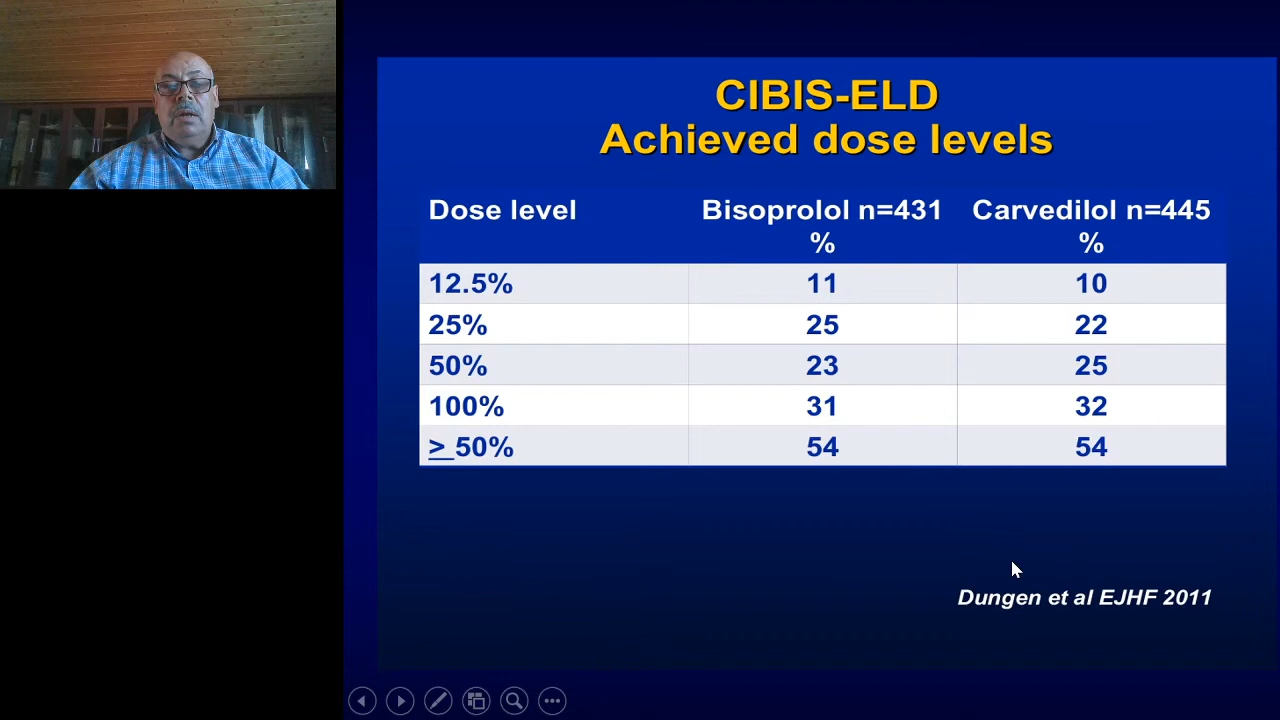 CIBIS-ELD
Achieved dose levels
Dose level Bisoprolol n=431 Carvedilol n=445
% %
12.5% 11 10
25% 25 22
50% 23 25
100% 31 32
> 50% 54 54
Dungen et al EJHF 2011